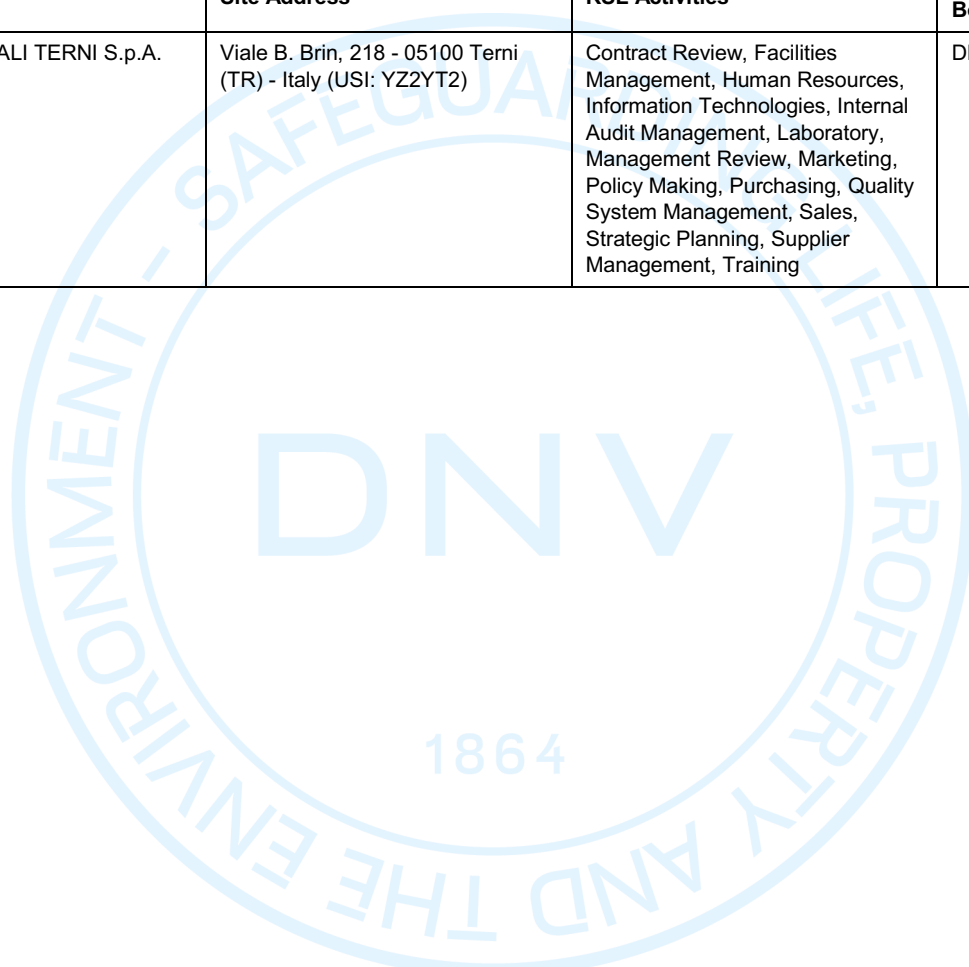 Site Address
RSL Activities
ALI TERNI S.p.A.
Viale B. Brin, 218 - 05100 Terni
(TR) - Italy (USI: YZ2YT2)
Contract Review, Facilities
Management, Human Resources,
Information Technologies, Internal
Audit Management, Laboratory,
Management Review, Marketing,
Policy Making, Purchasing, Quality
System Management, Sales,
Strategic Planning, Supplier
Management, Training
SAFEGUARDING LIFE, PROPERTY AND THE ENVIRONMENT -
DNV
1864